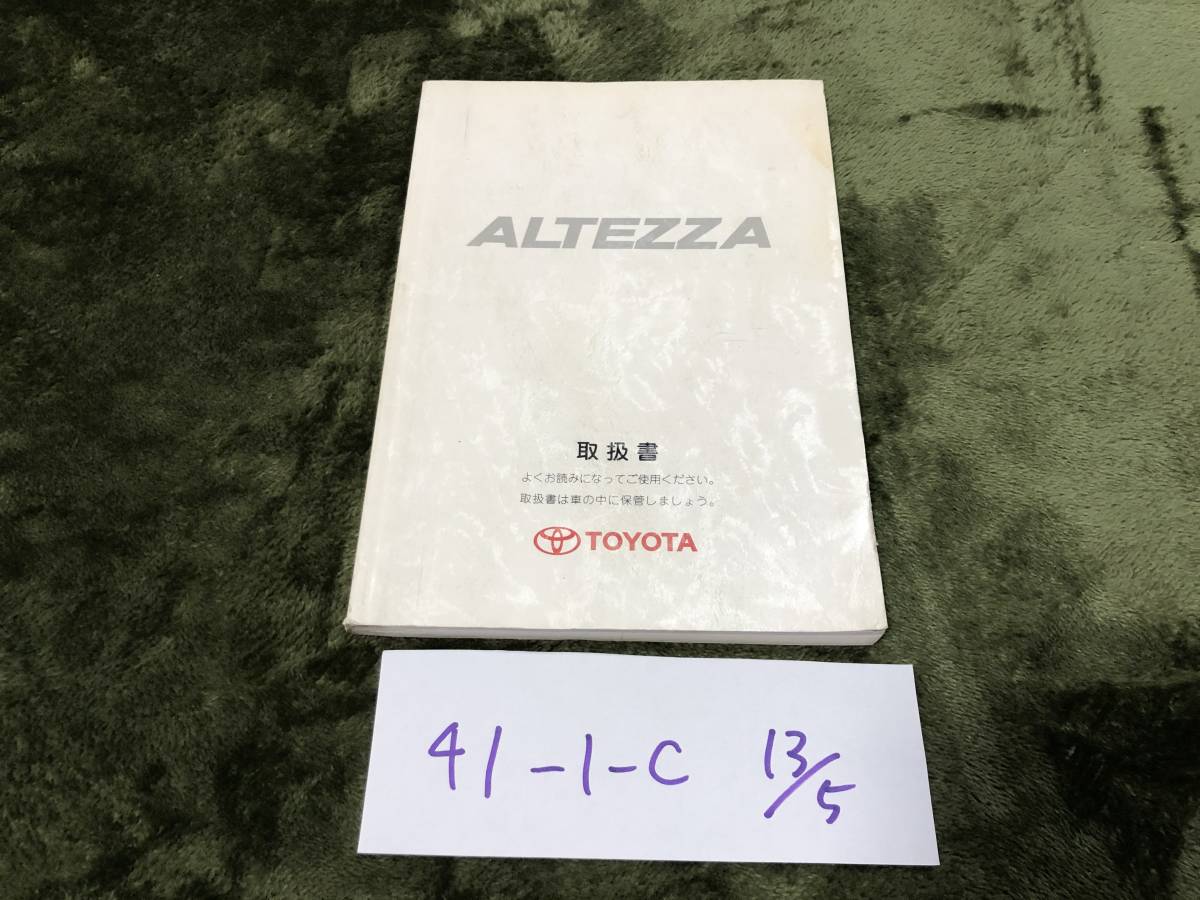 ALTEZZA
取扱書
よくお読みになってご使用ください。
取扱書は車の中に保管しましょう。
TOYOTA
41-1-C 13/5